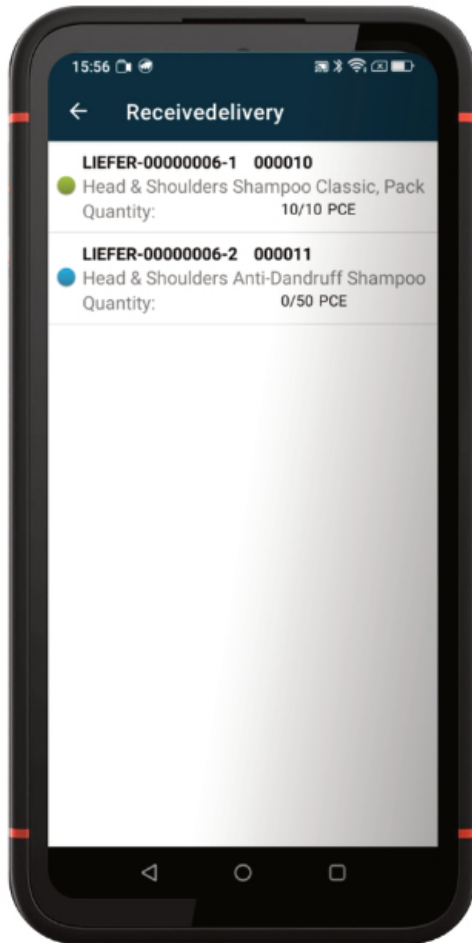 15:56
Receivedelivery
LIEFER-00000006-1 000010
Head & Shoulders Shampoo Classic, Pack
Quantity: 10/10 PCE
LIEFER-00000006-2 000011
Head & Shoulders Anti-Dandruff Shampoo
Quantity: 0/50 PCE